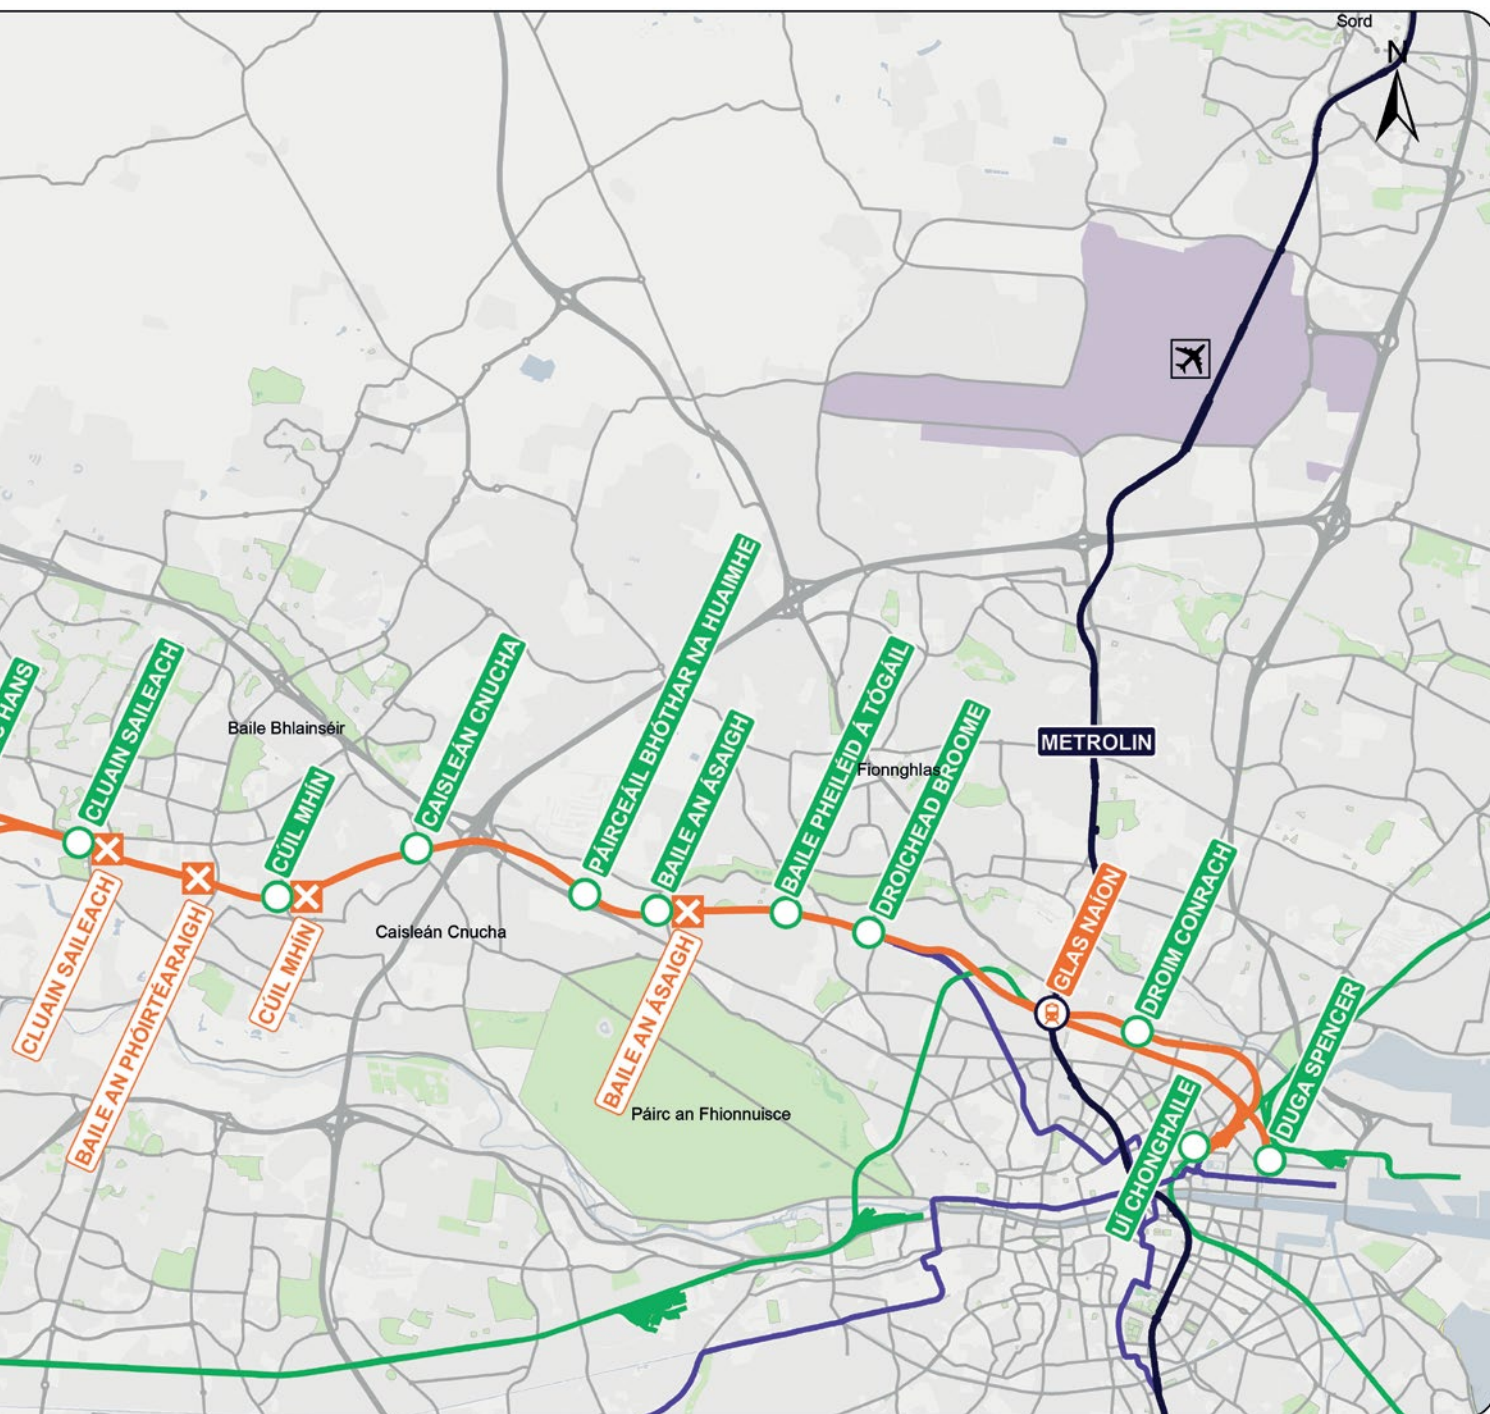 Sord
N
METROLIN
HANS
CLUAIN SAILEACH
Baile Bhlainséir
CÚIL MHÍN
CAISLEÁN CNUCHA
PÁIRCEÁIL BHÓTHAR NA HUAIMHE
BAILE AN ÁSAIGH
BAILE PHEILÉID Á TÓGÁIL
Fionnghlas
DROICHEAD BROOME
GLAS NAÍON
DROIM CONRACH
DUGA SPENCER
UÍ CHONGHAILE
CLUAIN SAILEACH
BAILE AN PHÓIRTÉARAIGH
CÚIL MHÍN
Caisleán Cnucha
BAILE AN ÁSAIGH
Páirc an Fhionnuisce